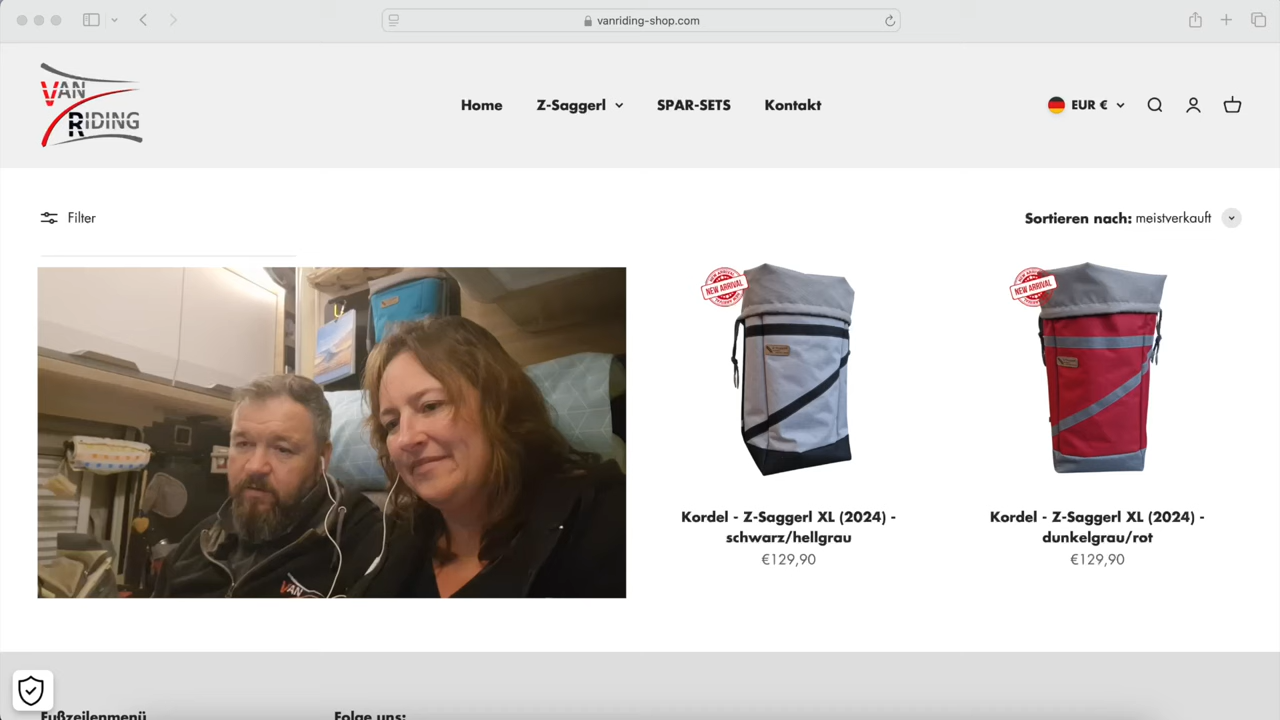 vanriding-shop.com
VAN
RIDING
Home
Z-Saggerl
SPAR-SETS
Kontakt
EUR €
Filter
Sortieren nach: meistverkauft
NEW ARRIVAL
NEW ARRIVAL
VAN
Kordel - Z-Saggerl XL (2024) -
schwarz/hellgrau
€129,90
Kordel - Z-Saggerl XL (2024) -
dunkelgrau/rot
€129,90
Fußzeilenmenü
Folge uns: